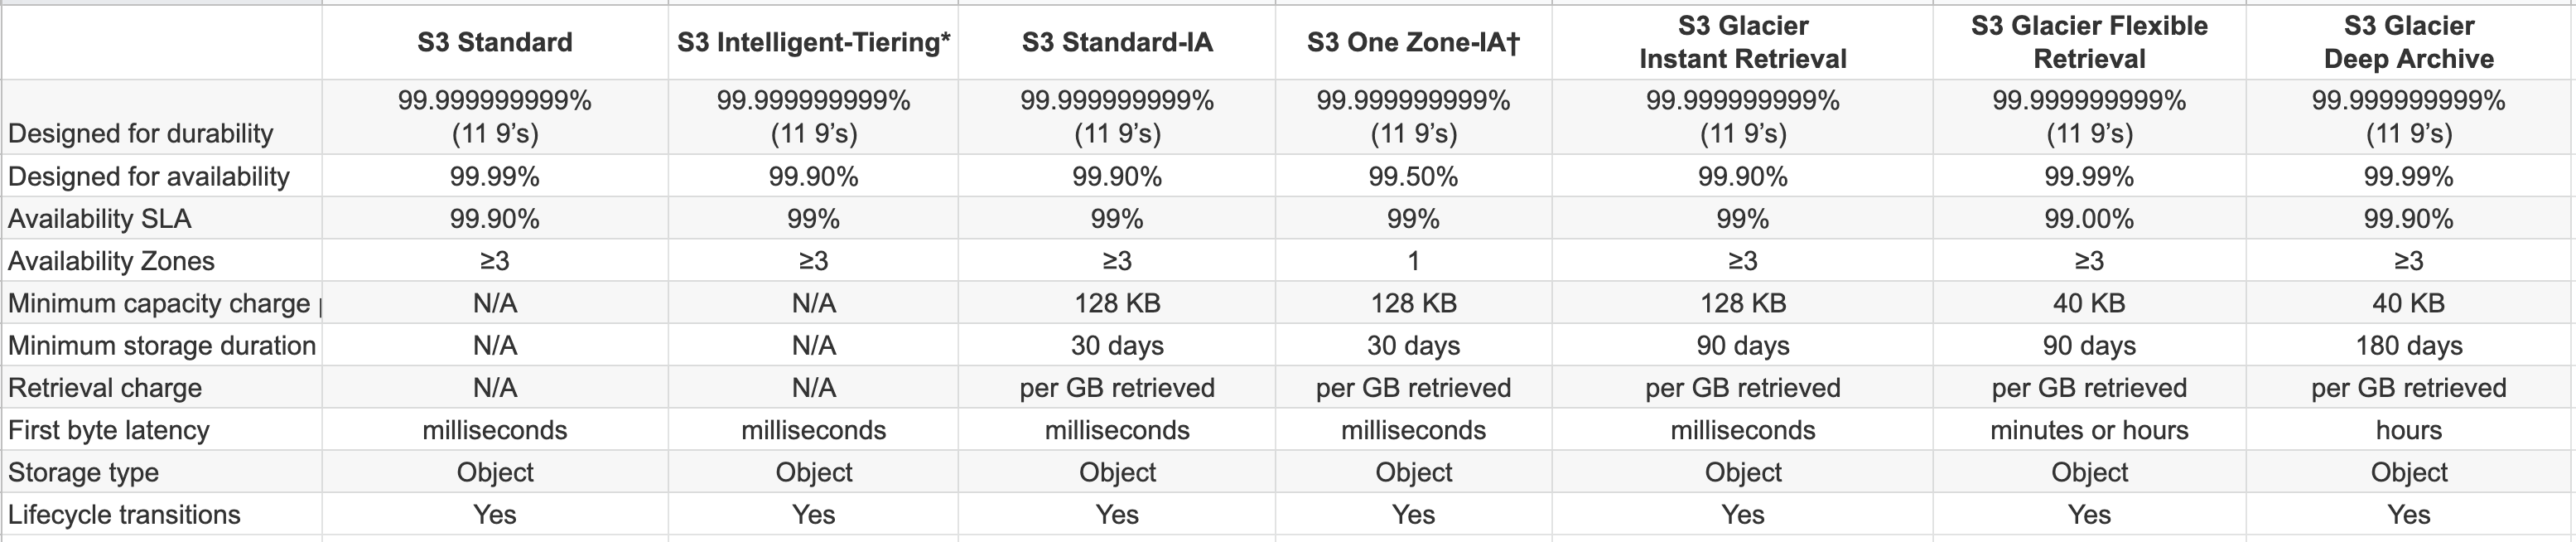 S3 Standard S3 Intelligent-Tiering* S3 Standard-IA S3 One Zone-IA† S3 Glacier Instant Retrieval S3 Glacier Flexible Retrieval S3 Glacier Deep Archive
Designed for durability 99.999999999% (11 9’s) 99.999999999% (11 9’s) 99.999999999% (11 9’s) 99.999999999% (11 9’s) 99.999999999% (11 9’s) 99.999999999% (11 9’s) 99.999999999% (11 9’s)
Designed for availability 99.99% 99.90% 99.90% 99.50% 99.90% 99.99% 99.99%
Availability SLA 99.90% 99% 99% 99% 99% 99.00% 99.90%
Availability Zones ≥3 ≥3 ≥3 1 ≥3 ≥3 ≥3
Minimum capacity charge N/A N/A 128 KB 128 KB 128 KB 40 KB 40 KB
Minimum storage duration N/A N/A 30 days 30 days 90 days 90 days 180 days
Retrieval charge N/A N/A per GB retrieved per GB retrieved per GB retrieved per GB retrieved per GB retrieved
First byte latency milliseconds milliseconds milliseconds milliseconds milliseconds minutes or hours hours
Storage type Object Object Object Object Object Object Object
Lifecycle transitions Yes Yes Yes Yes Yes Yes Yes